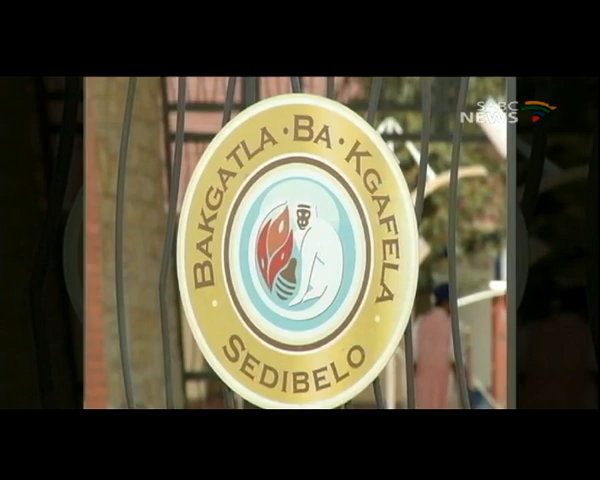 SABC
NEWS
BAKGATLA · BA · KGAFELA
· SEDIBELO ·